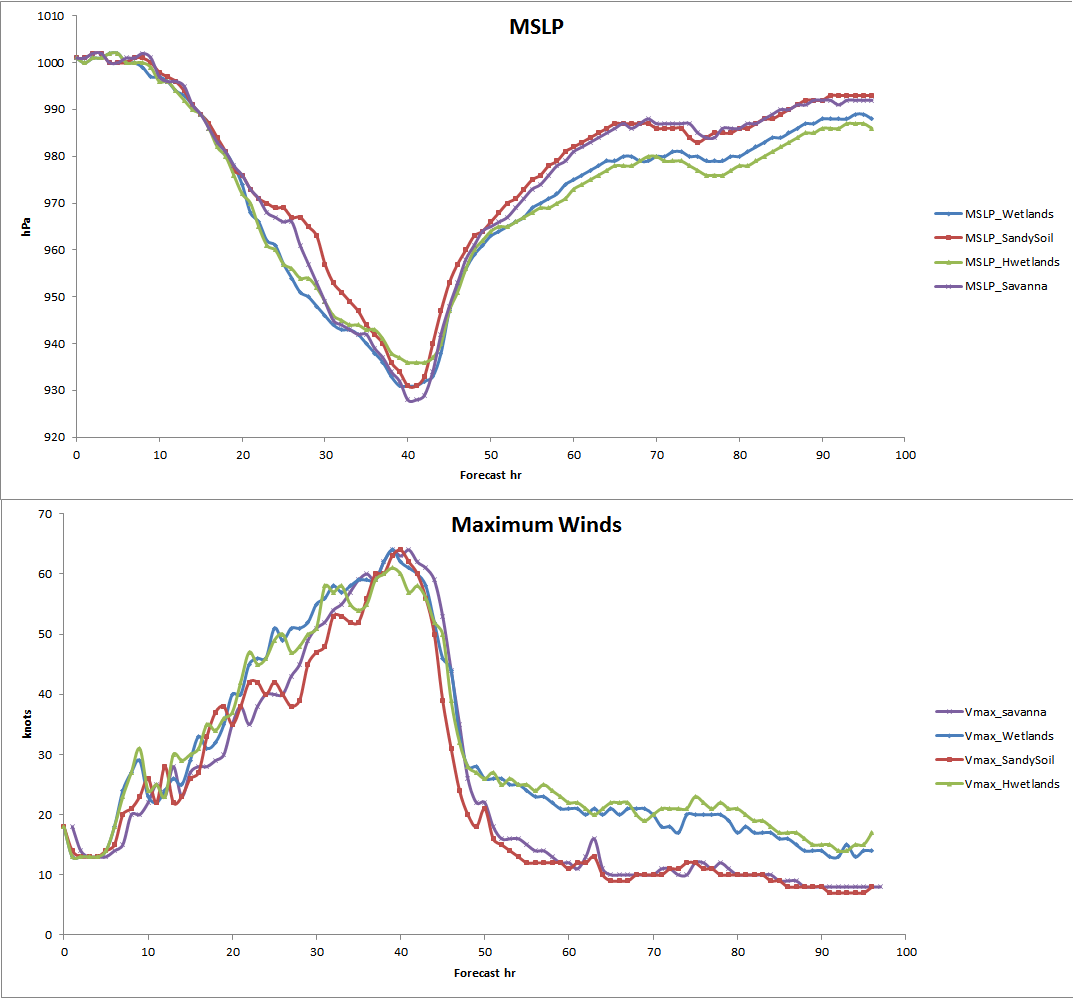 MSLP
1010
1000
990
980
970
960
950
940
930
920
hPa
0 10 20 30 40 50 60 70 80 90 100
Forecast hr
MSLP_Wetlands
MSLP_SandySoil
MSLP_Hwetlands
MSLP_Savanna
Maximum Winds
70
60
50
40
30
20
10
0
knots
0 10 20 30 40 50 60 70 80 90 100
Forecast hr
Vmax_savanna
Vmax_Wetlands
Vmax_SandySoil
Vmax_Hwetlands